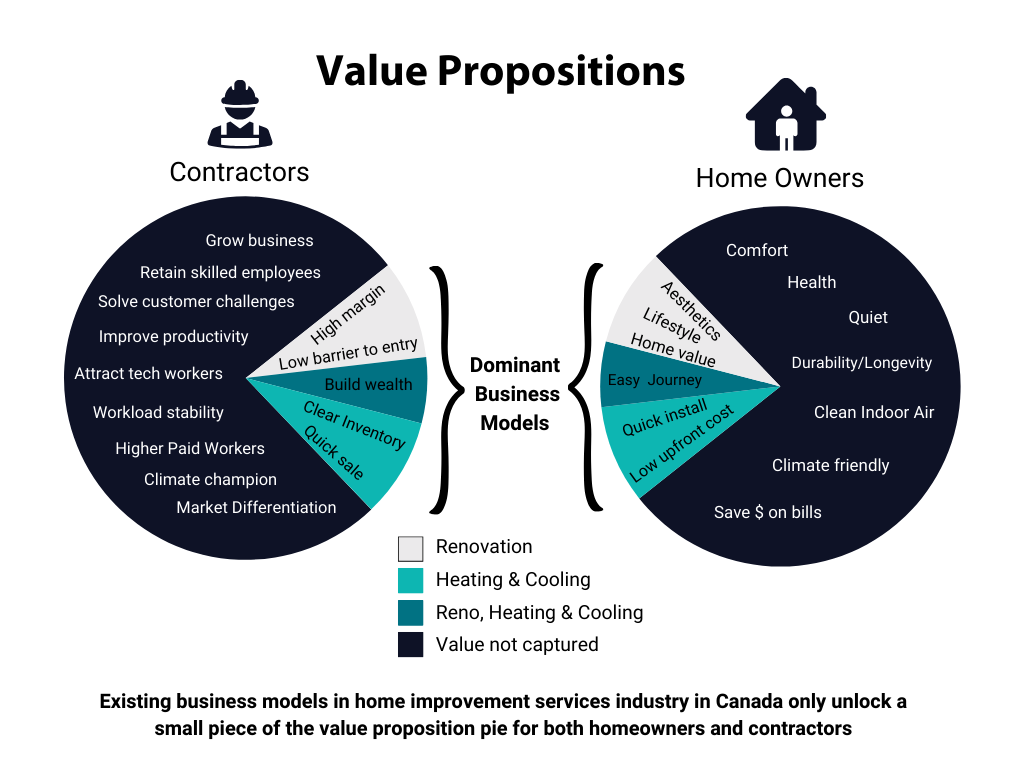 Value Propositions
Contractors
Grow business
Retain skilled employees
Solve customer challenges
Improve productivity
Attract tech workers
Workload stability
Higher Paid Workers
Climate champion
Market Differentiation
High margin
Low barrier to entry
Build wealth
Clear Inventory
Quick sale
Dominant
Business
Models
Home Owners
Aesthetics
Lifestyle
Home value
Easy Journey
Quick install
Low upfront cost
Comfort
Health
Quiet
Durability/Longevity
Clean Indoor Air
Climate friendly
Save $ on bills
Renovation
Heating & Cooling
Reno, Heating & Cooling
Value not captured
Existing business models in home improvement services industry in Canada only unlock a
small piece of the value proposition pie for both homeowners and contractors